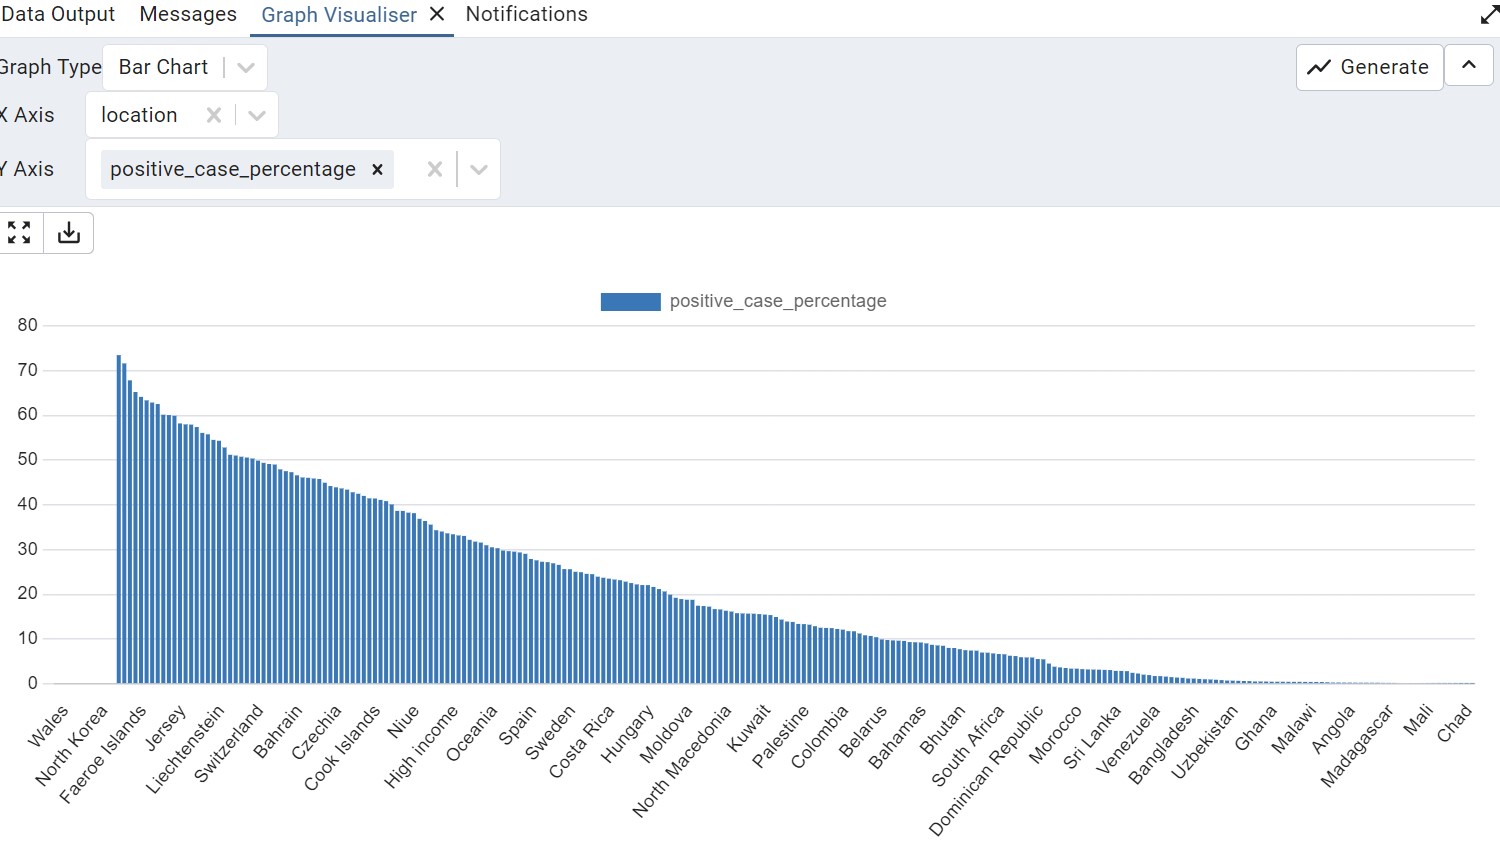 Data Output Messages Graph Visualiser Notifications
Graph Type Bar Chart Generate
X Axis location
Y Axis positive_case_percentage
positive_case_percentage
80
70
60
50
40
30
20
10
0
Wales North Korea Faeroe Islands Jersey Liechtenstein Switzerland Bahrain Czechia Cook Islands Niue High income Oceania Spain Sweden Costa Rica Hungary Moldova North Macedonia Kuwait Palestine Colombia Belarus Bahamas Bhutan South Africa Dominican Republic Morocco Sri Lanka Venezuela Bangladesh Uzbekistan Ghana Malawi Angola Madagascar Mali Chad